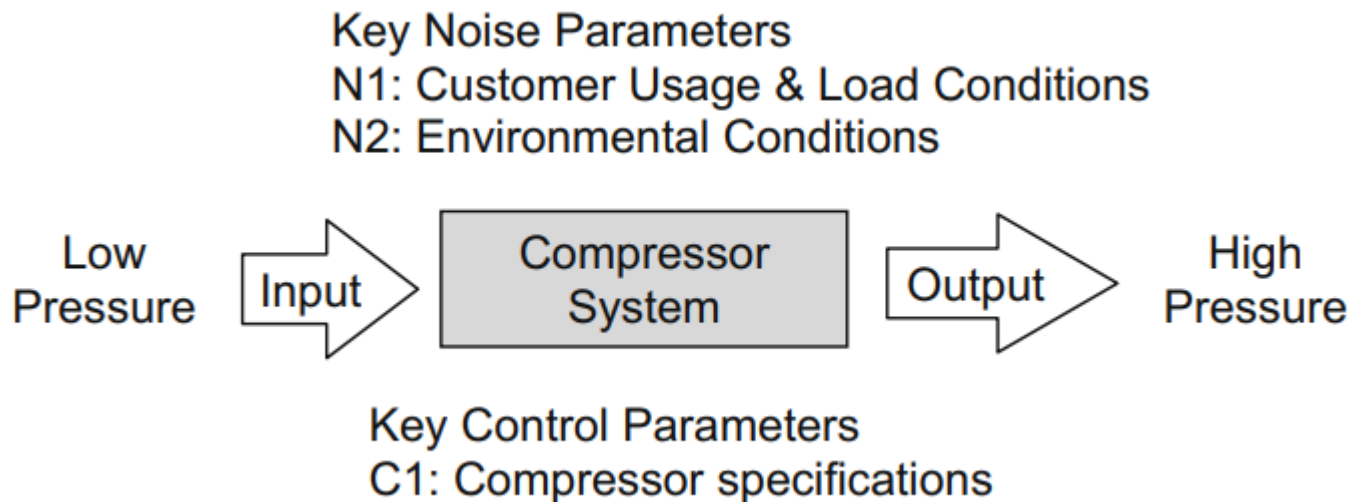 Key Noise Parameters
N1: Customer Usage & Load Conditions
N2: Environmental Conditions
Low
Pressure
Input
Compressor
System
Output
High
Pressure
Key Control Parameters
C1: Compressor specifications